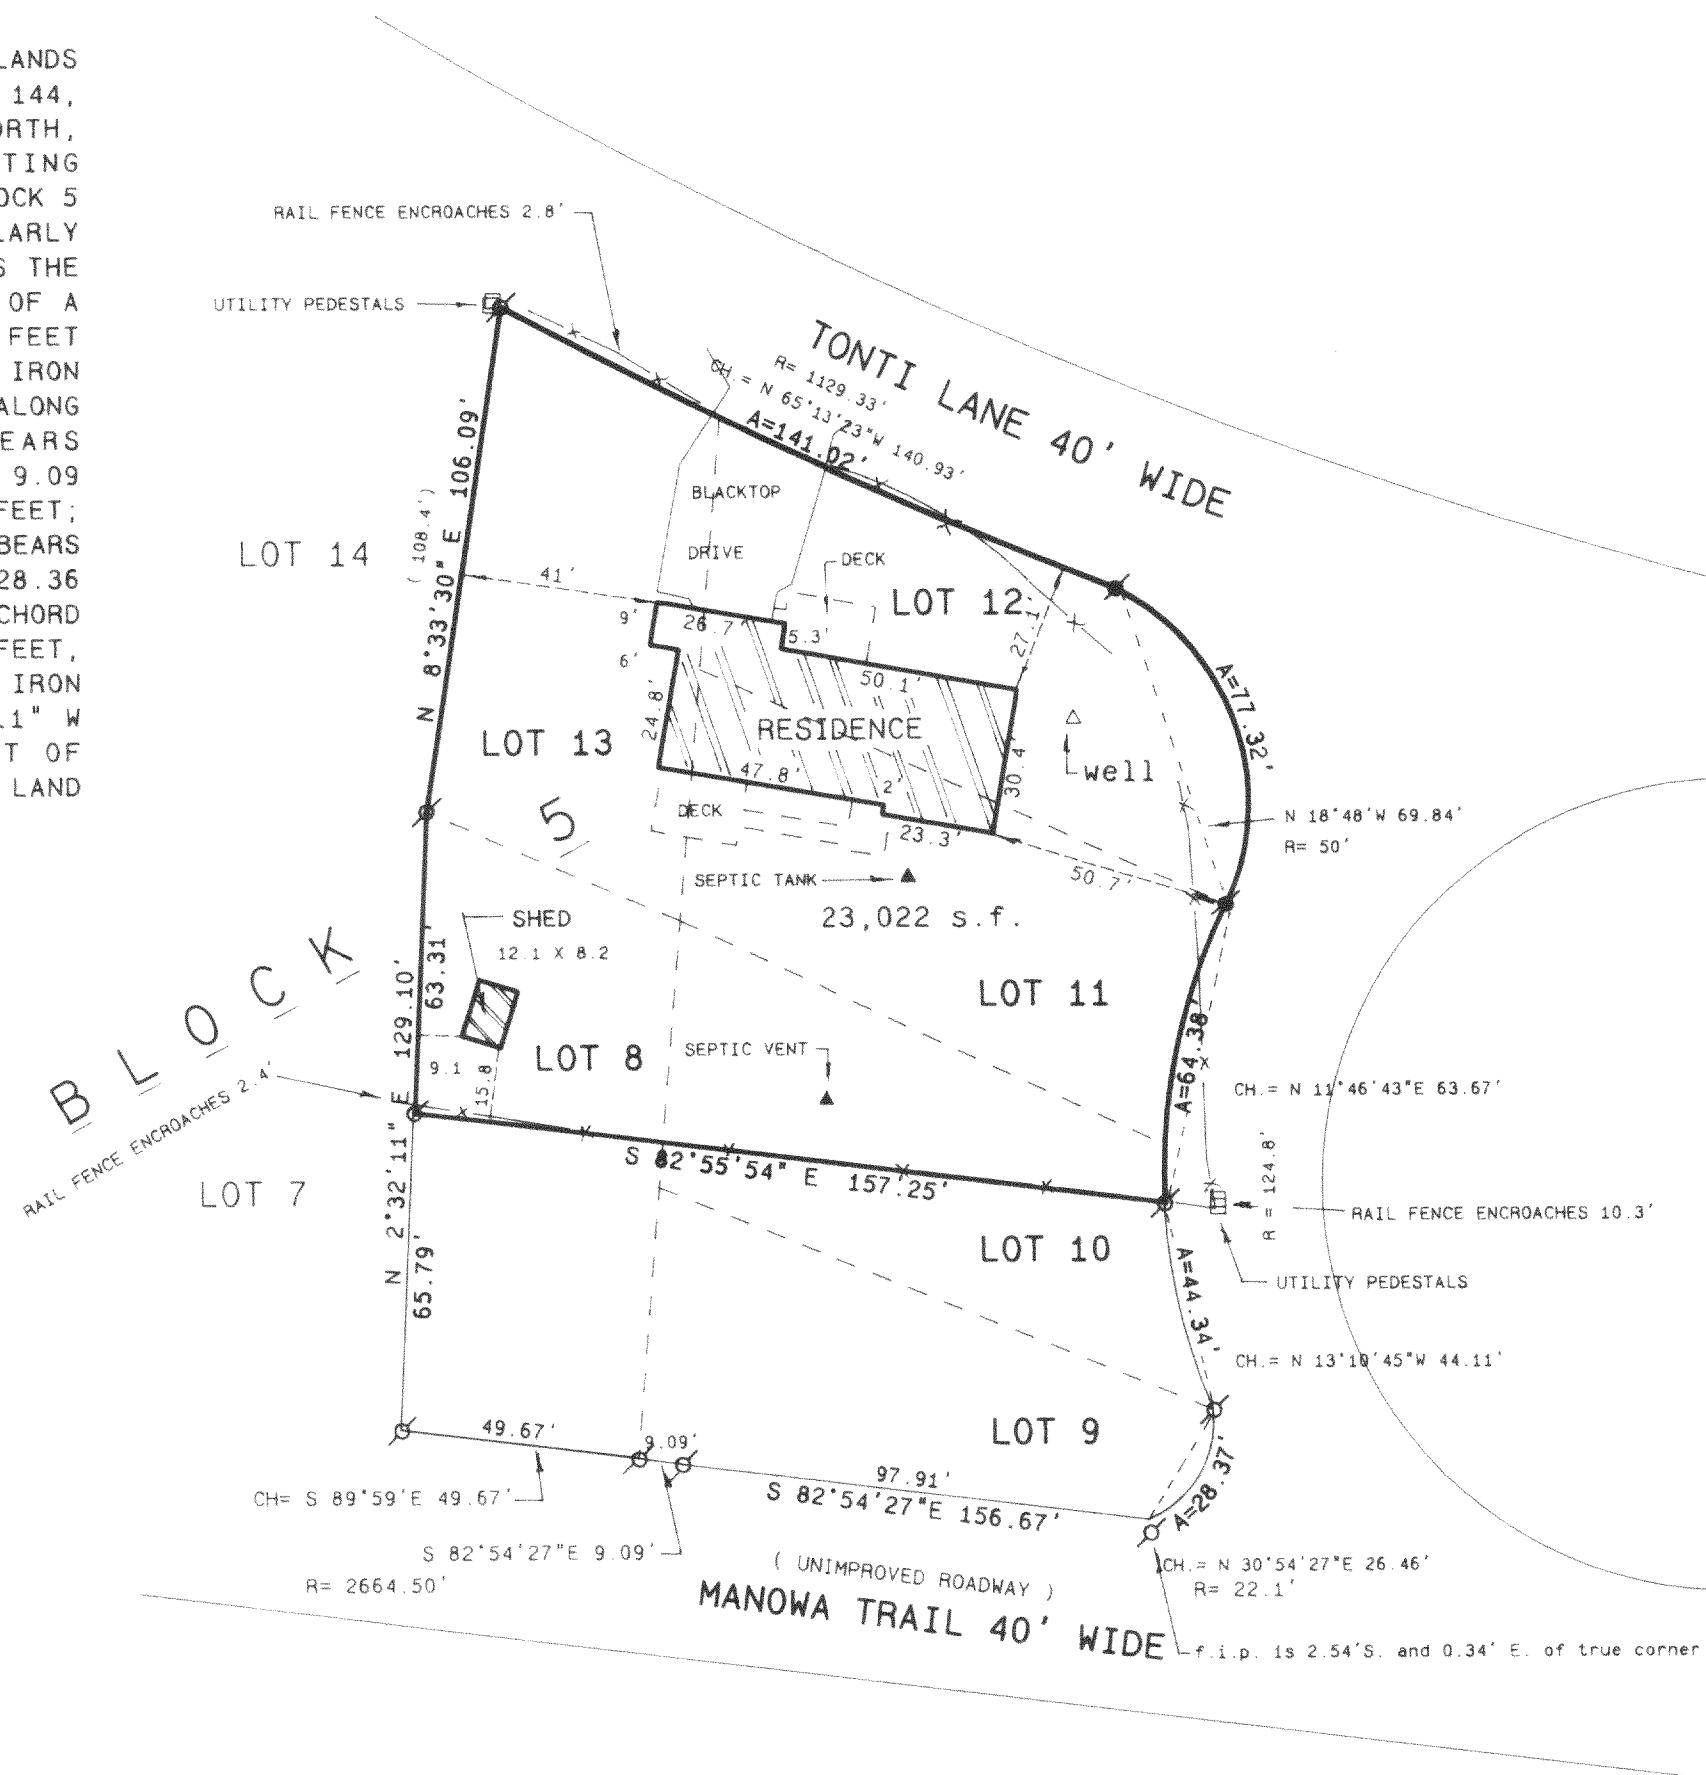 LANDS
144,
ORTH,
TING
OCK 5
LARLY
S THE
OF A
FEET
IRON
ALONG
EARS
9.09
FEET;
BEARS
28.36
CHORD
FEET,
IRON
11" W
T OF
LAND
RAIL FENCE ENCROACHES 2.8'
UTILITY PEDESTALS
TONTI LANE 40' WIDE
R= 1129.33'
CH.= N 65°13'23"W 140.93'
A=141.02'
N 8°33'30" E 106.09'
(108.4')
LOT 14
BLACKTOP
DRIVE
DECK
LOT 12
41'
9'
26.7'
5.3'
6'
27.1'
50.1'
24.8'
RESIDENCE
LOT 13
47.8'
2'
30.4'
well
A=77.32'
N 18°48'W 69.84'
R= 50'
DECK
23.3'
50.7'
SEPTIC TANK
23,022 s.f.
BLOCK 5
SHED
12.1 X 8.2
LOT 11
63.31'
N 2°32'11" E 129.10'
9.1
15.8
LOT 8
SEPTIC VENT
A=64.38'
CH.= N 11°46'43"E 63.67'
R = 124.8'
RAIL FENCE ENCROACHES 2.4'
S 82°55'54" E 157.25'
LOT 7
65.79'
LOT 10
RAIL FENCE ENCROACHES 10.3'
UTILITY PEDESTALS
A=44.34'
CH.= N 13°10'45"W 44.11'
LOT 9
49.67'
9.09'
97.91'
S 82°54'27"E 156.67'
A=28.37'
CH= S 89°59'E 49.67'
S 82°54'27"E 9.09'
R= 2664.50'
( UNIMPROVED ROADWAY )
MANOWA TRAIL 40' WIDE
CH.= N 30°54'27"E 26.46'
R= 22.1'
f.i.p. is 2.54'S. and 0.34' E. of true corner